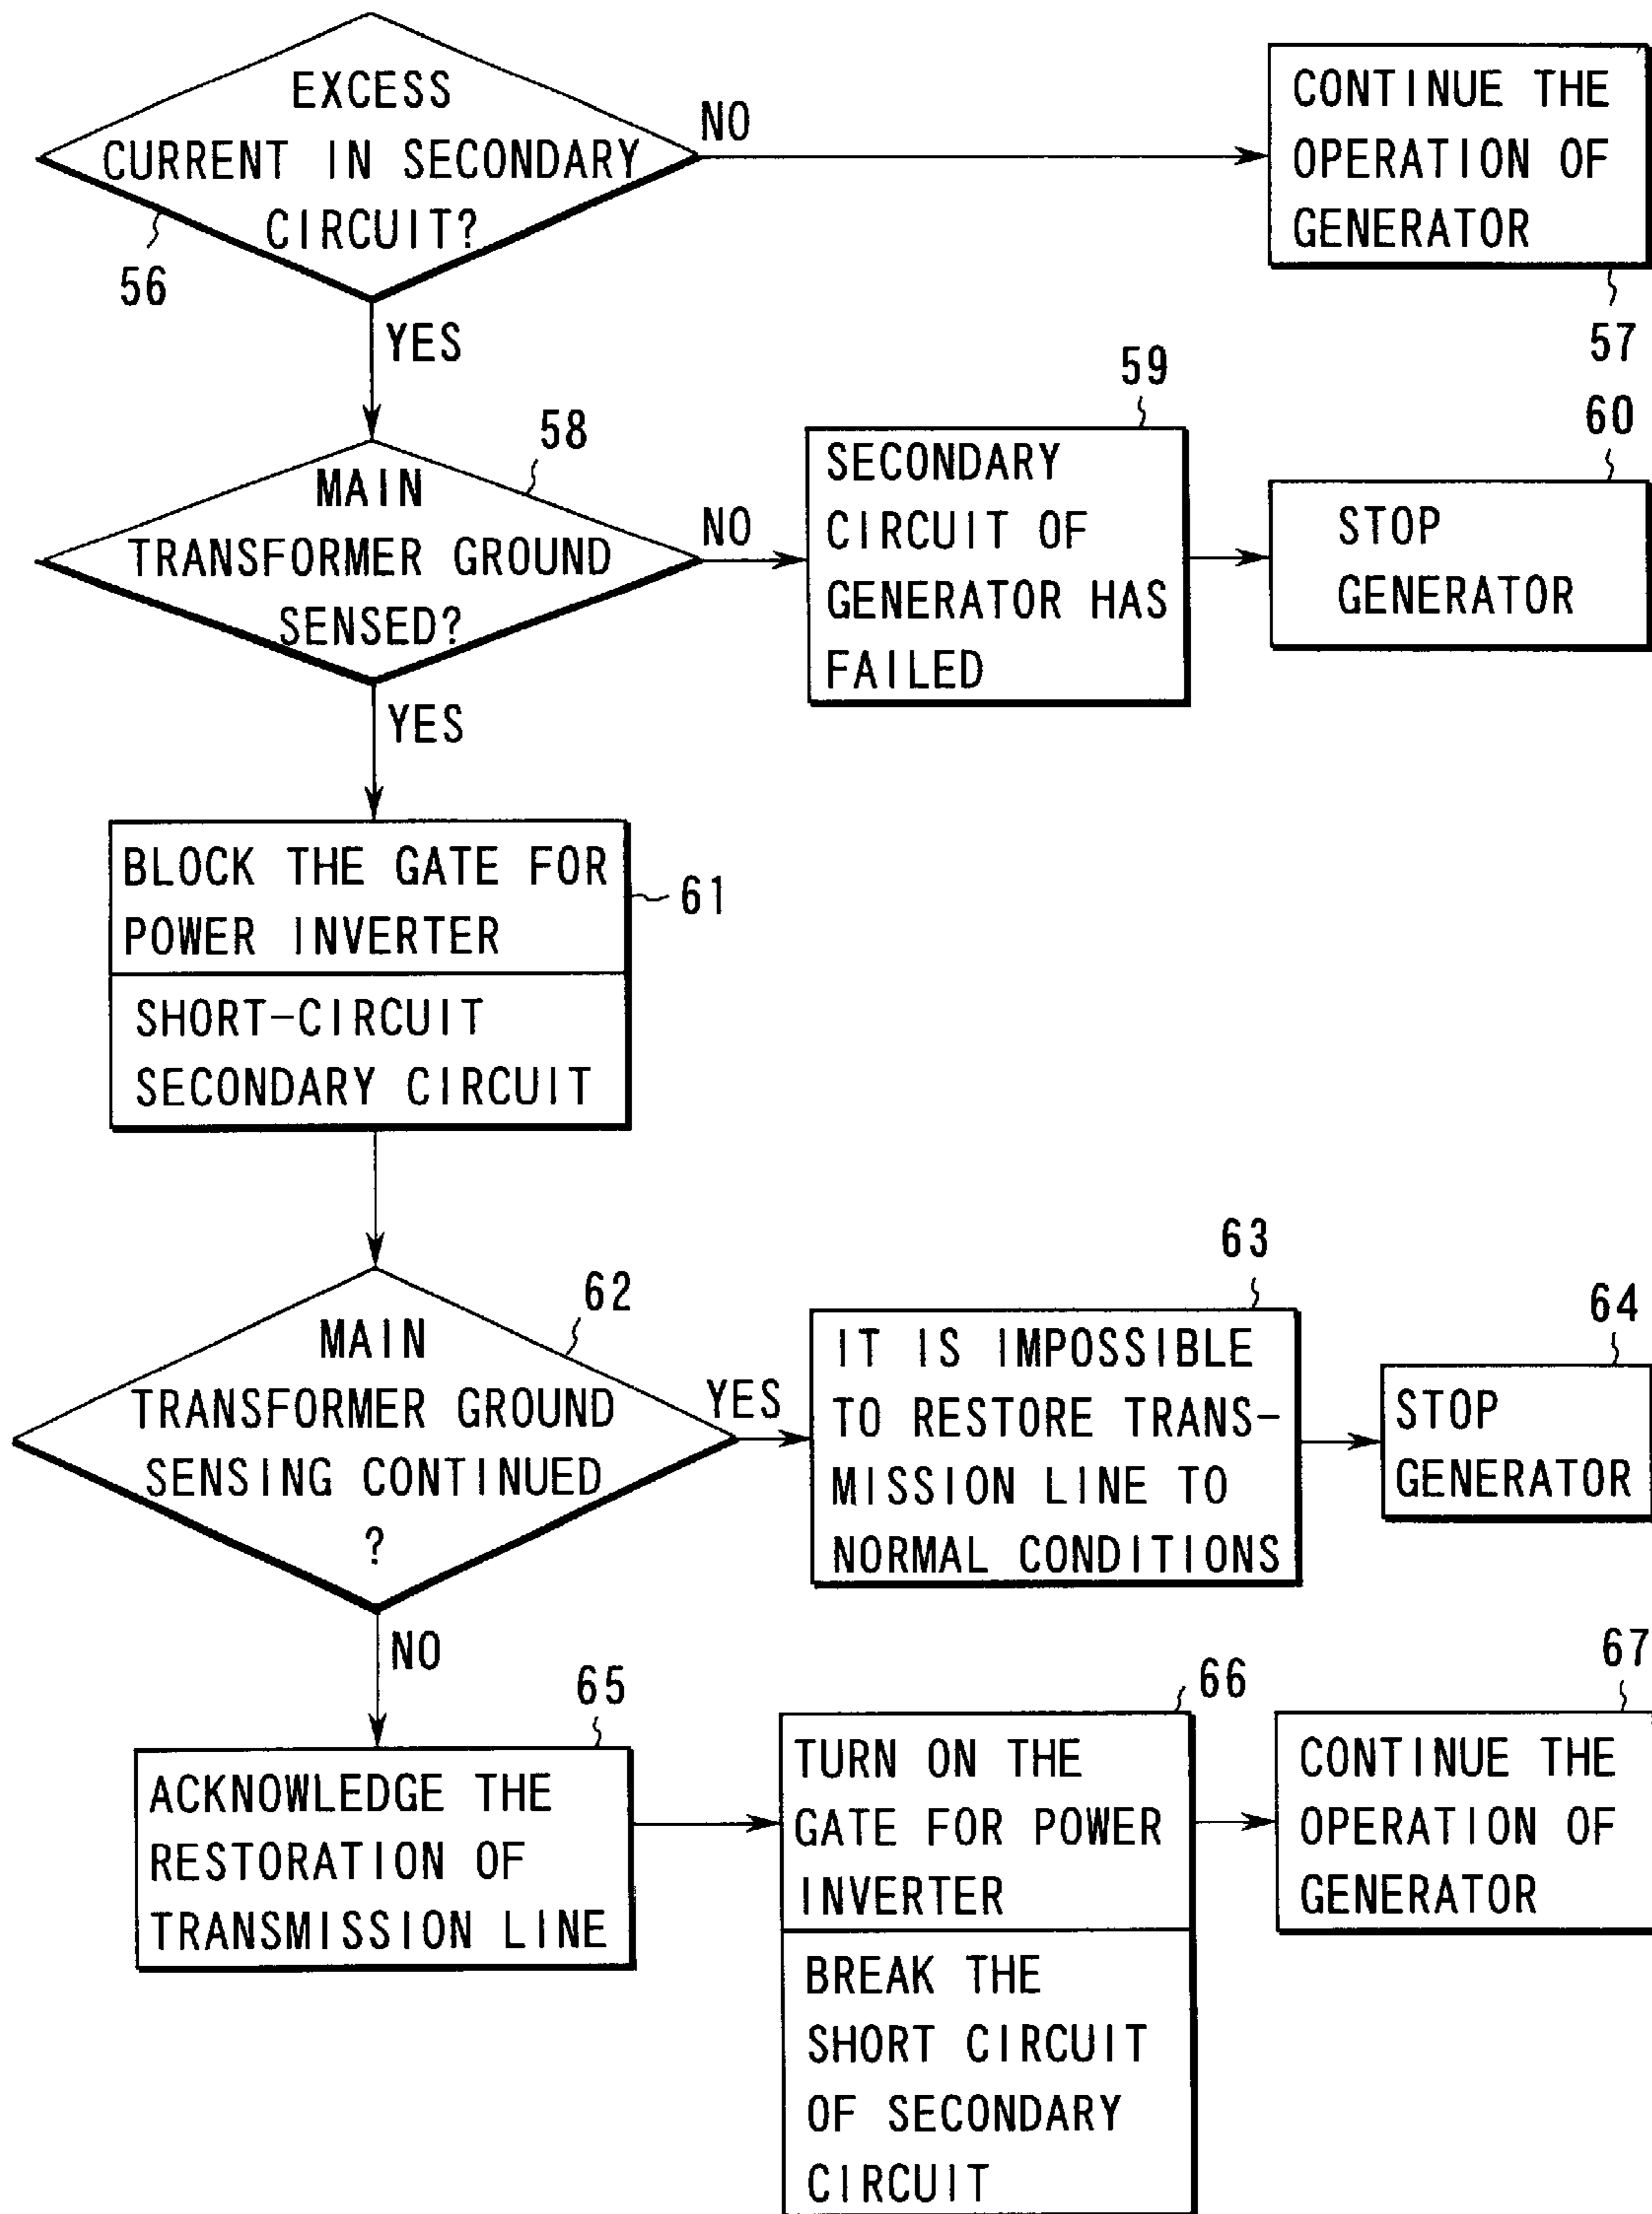 EXCESS
CURRENT IN SECONDARY
CIRCUIT?
56
NO
CONTINUE THE
OPERATION OF
GENERATOR
57
YES
MAIN
TRANSFORMER GROUND
SENSED?
58
NO
SECONDARY
CIRCUIT OF
GENERATOR HAS
FAILED
59
STOP
GENERATOR
60
YES
BLOCK THE GATE FOR
POWER INVERTER
SHORT-CIRCUIT
SECONDARY CIRCUIT
61
MAIN
TRANSFORMER GROUND
SENSING CONTINUED
?
62
YES
IT IS IMPOSSIBLE
TO RESTORE TRANS-
MISSION LINE TO
NORMAL CONDITIONS
63
STOP
GENERATOR
64
NO
ACKNOWLEDGE THE
RESTORATION OF
TRANSMISSION LINE
65
TURN ON THE
GATE FOR POWER
INVERTER
BREAK THE
SHORT CIRCUIT
OF SECONDARY
CIRCUIT
66
CONTINUE THE
OPERATION OF
GENERATOR
67